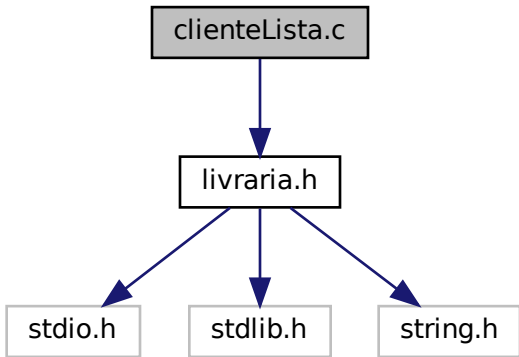 clienteLista.c
livraria.h
stdio.h
stdlib.h
string.h